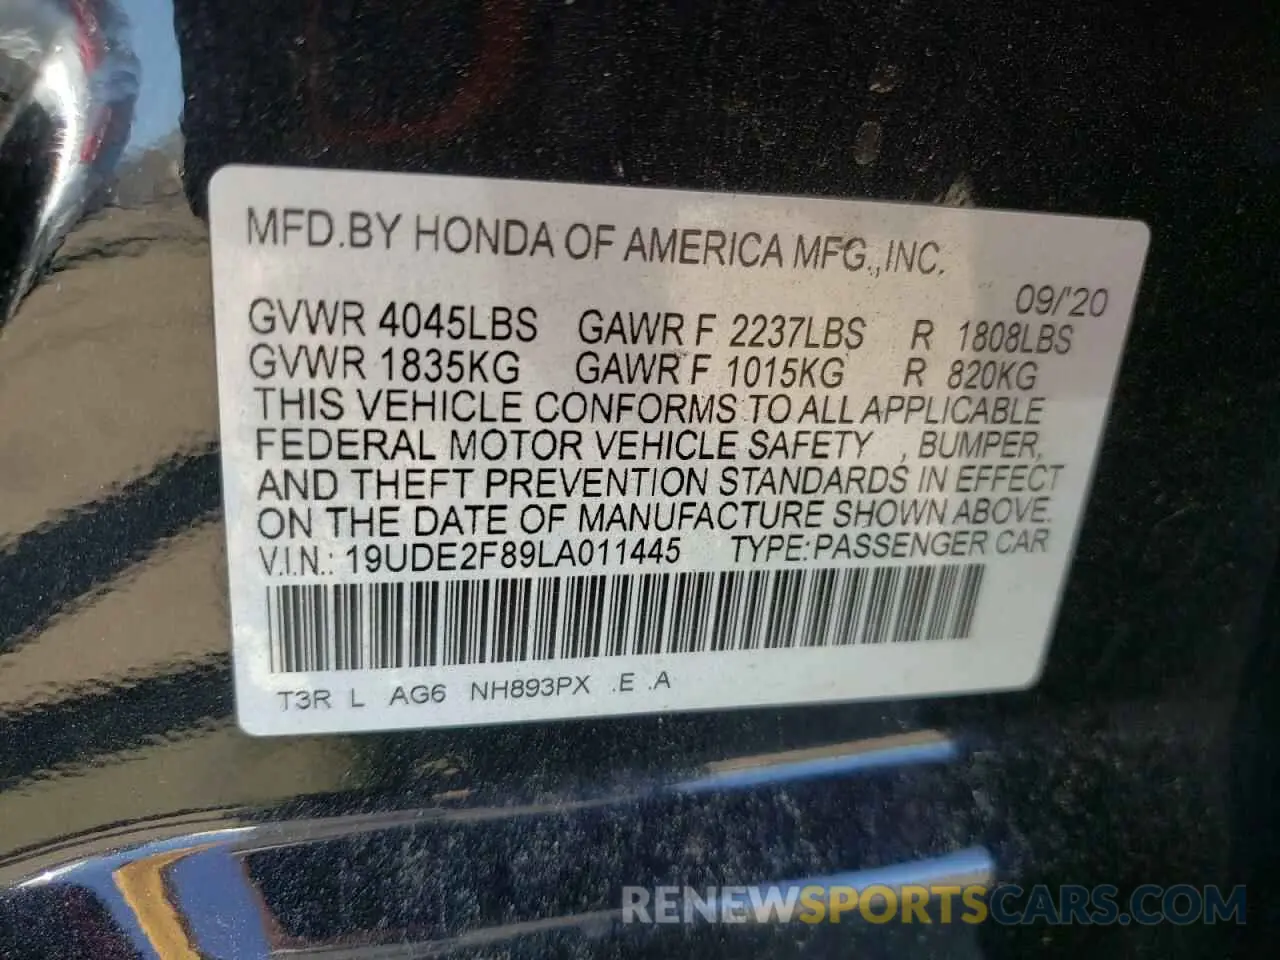 MFD.BY HONDA OF AMERICA MFG.,INC.
09/'20
GVWR 4045LBS GAWR F 2237LBS R 1808LBS
GVWR 1835KG GAWR F 1015KG R 820KG
THIS VEHICLE CONFORMS TO ALL APPLICABLE
FEDERAL MOTOR VEHICLE SAFETY , BUMPER,
AND THEFT PREVENTION STANDARDS IN EFFECT
ON THE DATE OF MANUFACTURE SHOWN ABOVE.
V.I.N.: 19UDE2F89LA011445 TYPE:PASSENGER CAR
T3R L AG6 NH893PX .E .A
RENEWSPORTSCARS.COM